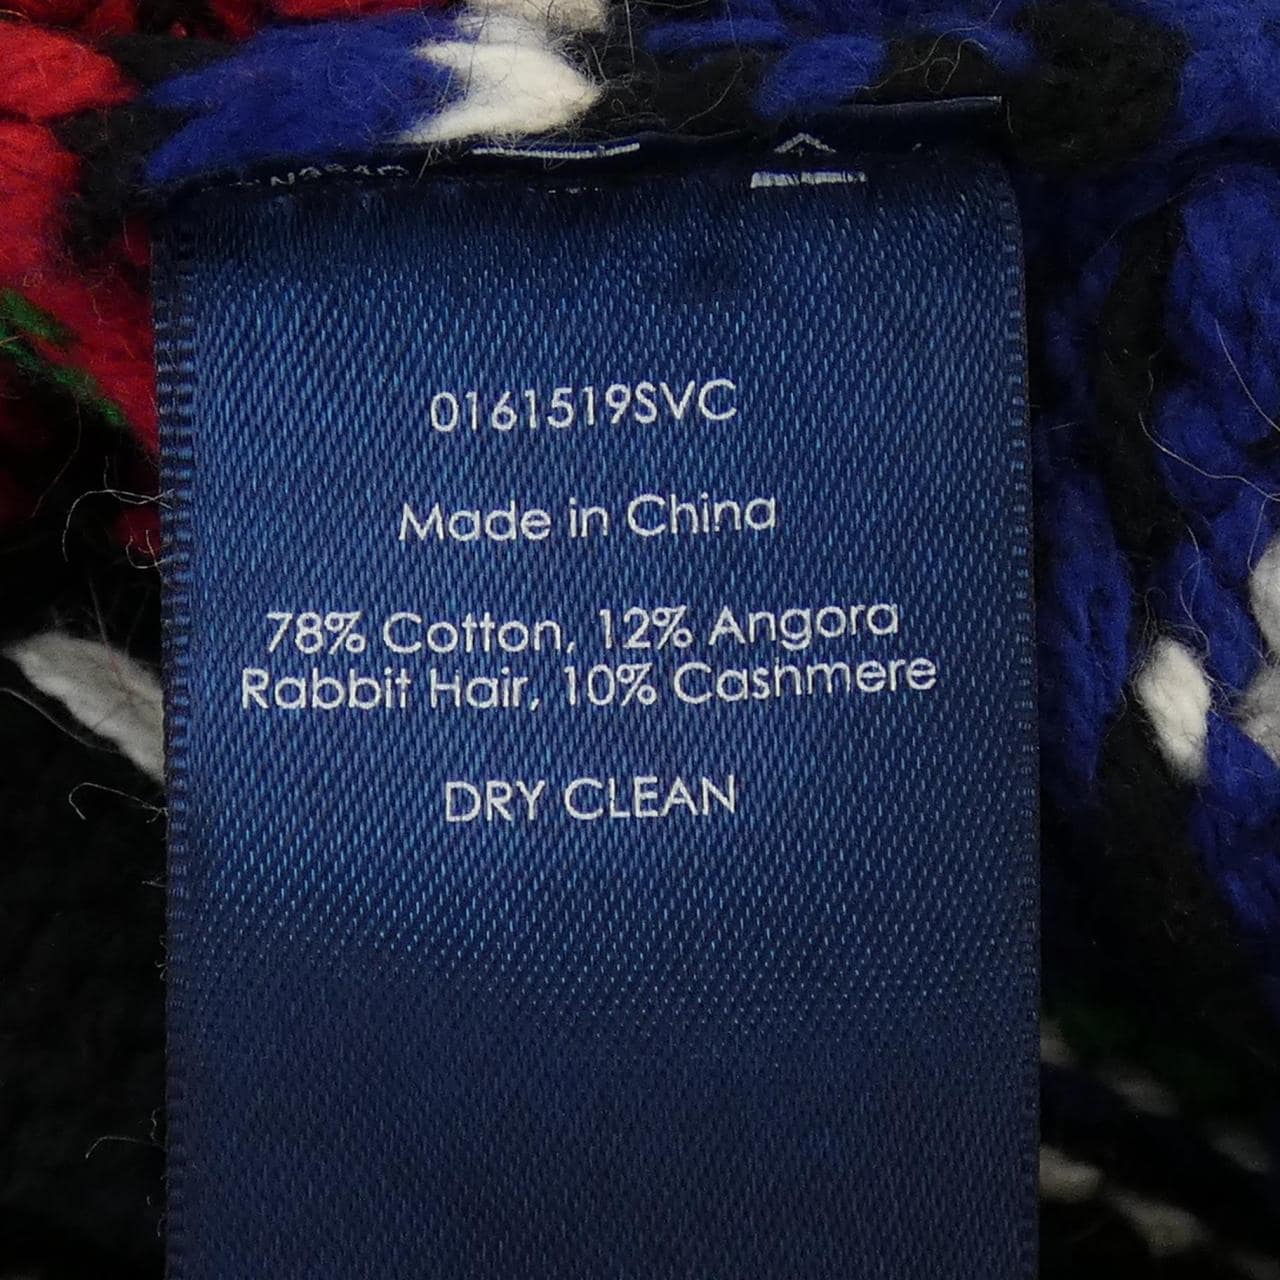 0161519SVC
Made in China
78% Cotton, 12% Angora
Rabbit Hair, 10% Cashmere
DRY CLEAN